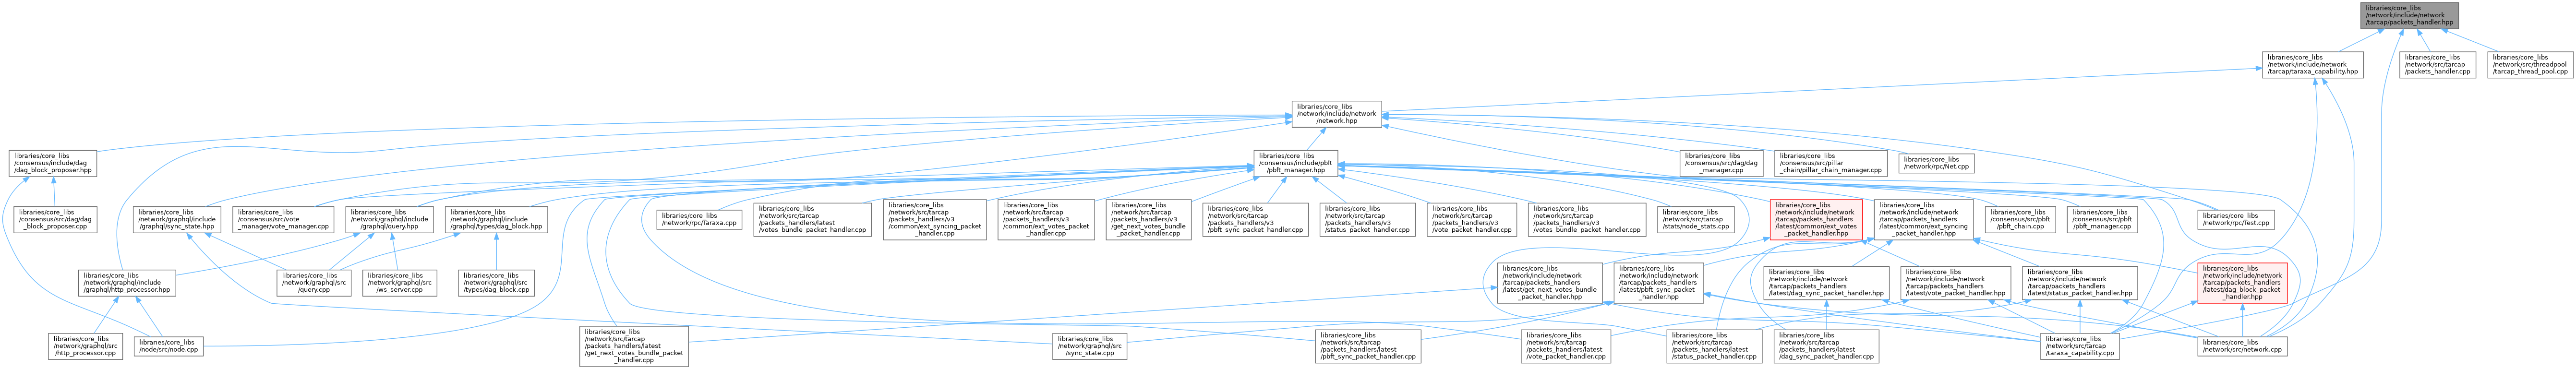 libraries/core_libs
/network/include/network
/tarcap/packets_handler.hpp
libraries/core_libs
/network/include/network
/tarcap/taraxa_capability.hpp
libraries/core_libs
/network/src/tarcap
/packets_handler.cpp
libraries/core_libs
/network/src/threadpool
/tarcap_thread_pool.cpp
libraries/core_libs
/network/include/network
/network.hpp
libraries/core_libs
/consensus/include/dag
/dag_block_proposer.hpp
libraries/core_libs
/consensus/include/pbft
/pbft_manager.hpp
libraries/core_libs
/consensus/src/dag/dag
_manager.cpp
libraries/core_libs
/consensus/src/pillar
_chain/pillar_chain_manager.cpp
libraries/core_libs
/network/rpc/Net.cpp
libraries/core_libs
/consensus/src/dag/dag
_block_proposer.cpp
libraries/core_libs
/network/graphql/include
/graphql/sync_state.hpp
libraries/core_libs
/consensus/src/vote
_manager/vote_manager.cpp
libraries/core_libs
/network/graphql/include
/graphql/query.hpp
libraries/core_libs
/network/graphql/include
/graphql/types/dag_block.hpp
libraries/core_libs
/network/rpc/Taraxa.cpp
libraries/core_libs
/network/src/tarcap
/packets_handlers/latest
/votes_bundle_packet_handler.cpp
libraries/core_libs
/network/src/tarcap
/packets_handlers/v3
/common/ext_syncing_packet
_handler.cpp
libraries/core_libs
/network/src/tarcap
/packets_handlers/v3
/common/ext_votes_packet
_handler.cpp
libraries/core_libs
/network/src/tarcap
/packets_handlers/v3
/get_next_votes_bundle
_packet_handler.cpp
libraries/core_libs
/network/src/tarcap
/packets_handlers/v3
/pbft_sync_packet_handler.cpp
libraries/core_libs
/network/src/tarcap
/packets_handlers/v3
/status_packet_handler.cpp
libraries/core_libs
/network/src/tarcap
/packets_handlers/v3
/vote_packet_handler.cpp
libraries/core_libs
/network/src/tarcap
/packets_handlers/v3
/votes_bundle_packet_handler.cpp
libraries/core_libs
/network/src/tarcap
/stats/node_stats.cpp
libraries/core_libs
/network/include/network
/tarcap/packets_handlers
/latest/common/ext_votes
_packet_handler.hpp
libraries/core_libs
/network/include/network
/tarcap/packets_handlers
/latest/common/ext_syncing
_packet_handler.hpp
libraries/core_libs
/consensus/src/pbft
/pbft_chain.cpp
libraries/core_libs
/consensus/src/pbft
/pbft_manager.cpp
libraries/core_libs
/network/rpc/Test.cpp
libraries/core_libs
/network/graphql/include
/graphql/http_processor.hpp
libraries/core_libs
/network/graphql/src
/query.cpp
libraries/core_libs
/network/graphql/src
/ws_server.cpp
libraries/core_libs
/network/graphql/src
/types/dag_block.cpp
libraries/core_libs
/network/include/network
/tarcap/packets_handlers
/latest/get_next_votes_bundle
_packet_handler.hpp
libraries/core_libs
/network/include/network
/tarcap/packets_handlers
/latest/pbft_sync_packet
_handler.hpp
libraries/core_libs
/network/include/network
/tarcap/packets_handlers
/latest/dag_sync_packet_handler.hpp
libraries/core_libs
/network/include/network
/tarcap/packets_handlers
/latest/vote_packet_handler.hpp
libraries/core_libs
/network/include/network
/tarcap/packets_handlers
/latest/status_packet_handler.hpp
libraries/core_libs
/network/include/network
/tarcap/packets_handlers
/latest/dag_block_packet
_handler.hpp
libraries/core_libs
/network/graphql/src
/http_processor.cpp
libraries/core_libs
/node/src/node.cpp
libraries/core_libs
/network/src/tarcap
/packets_handlers/latest
/get_next_votes_bundle_packet
_handler.cpp
libraries/core_libs
/network/graphql/src
/sync_state.cpp
libraries/core_libs
/network/src/tarcap
/packets_handlers/latest
/pbft_sync_packet_handler.cpp
libraries/core_libs
/network/src/tarcap
/packets_handlers/latest
/vote_packet_handler.cpp
libraries/core_libs
/network/src/tarcap
/packets_handlers/latest
/status_packet_handler.cpp
libraries/core_libs
/network/src/tarcap
/packets_handlers/latest
/dag_sync_packet_handler.cpp
libraries/core_libs
/network/src/tarcap
/taraxa_capability.cpp
libraries/core_libs
/network/src/network.cpp